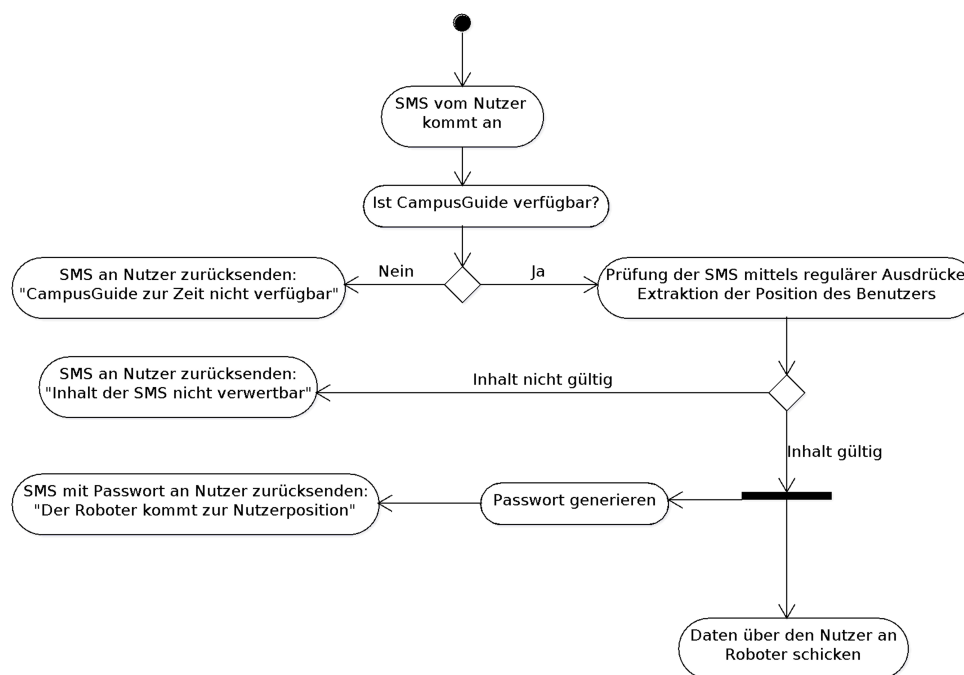 SMS vom Nutzer
kommt an
Ist CampusGuide verfügbar?
Nein
Ja
SMS an Nutzer zurücksenden:
"CampusGuide zur Zeit nicht verfügbar"
Prüfung der SMS mittels regulärer Ausdrücke
Extraktion der Position des Benutzers
SMS an Nutzer zurücksenden:
"Inhalt der SMS nicht verwertbar"
Inhalt nicht gültig
Inhalt gültig
SMS mit Passwort an Nutzer zurücksenden:
"Der Roboter kommt zur Nutzerposition"
Passwort generieren
Daten über den Nutzer an
Roboter schicken